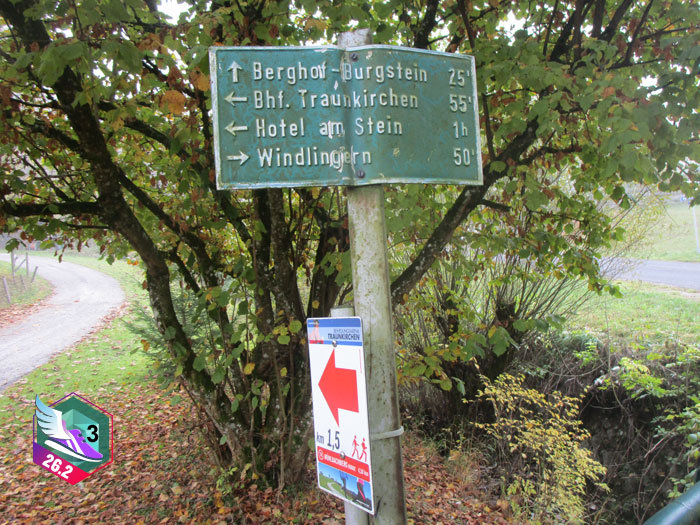 ↑ Berghof-Burgstein 25'
← Bhf. Traunkirchen 55'
← Hotel am Stein 1h
→ Windlingern 50'
TRAUNKIRCHEN
Km 1,5
3
26.2